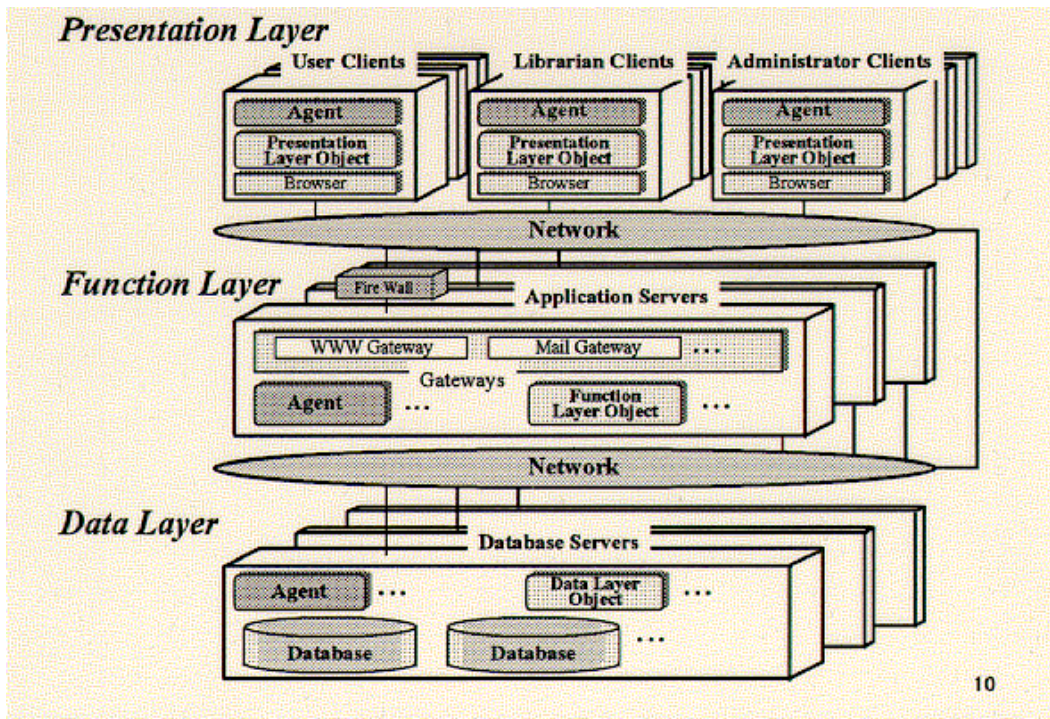 Presentation Layer
User Clients
Librarian Clients
Administrator Clients
Agent
Presentation
Layer Object
Browser
Agent
Presentation
Layer Object
Browser
Agent
Presentation
Layer Object
Browser
Network
Function Layer
Fire Wall
Application Servers
WWW Gateway
Mail Gateway
...
Gateways
Agent
...
Function
Layer Object
...
Network
Data Layer
Database Servers
Agent
...
Data Layer
Object
...
Database
Database
...
10